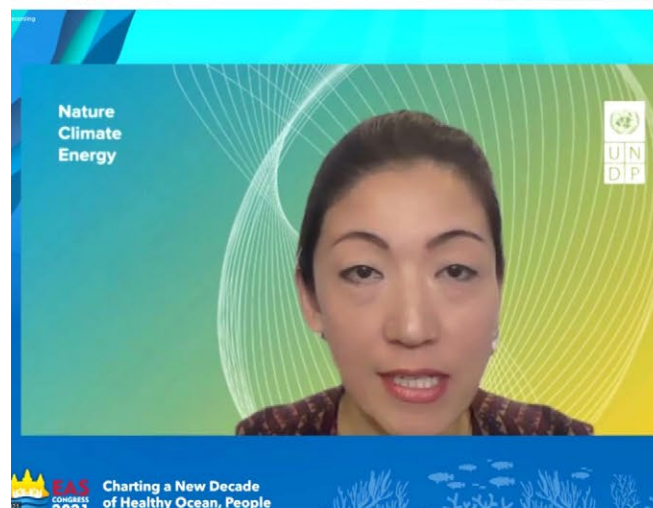 Nature
Climate
Energy
U N
D P
EAS
CONGRESS
2021
Charting a New Decade
of Healthy Ocean, People